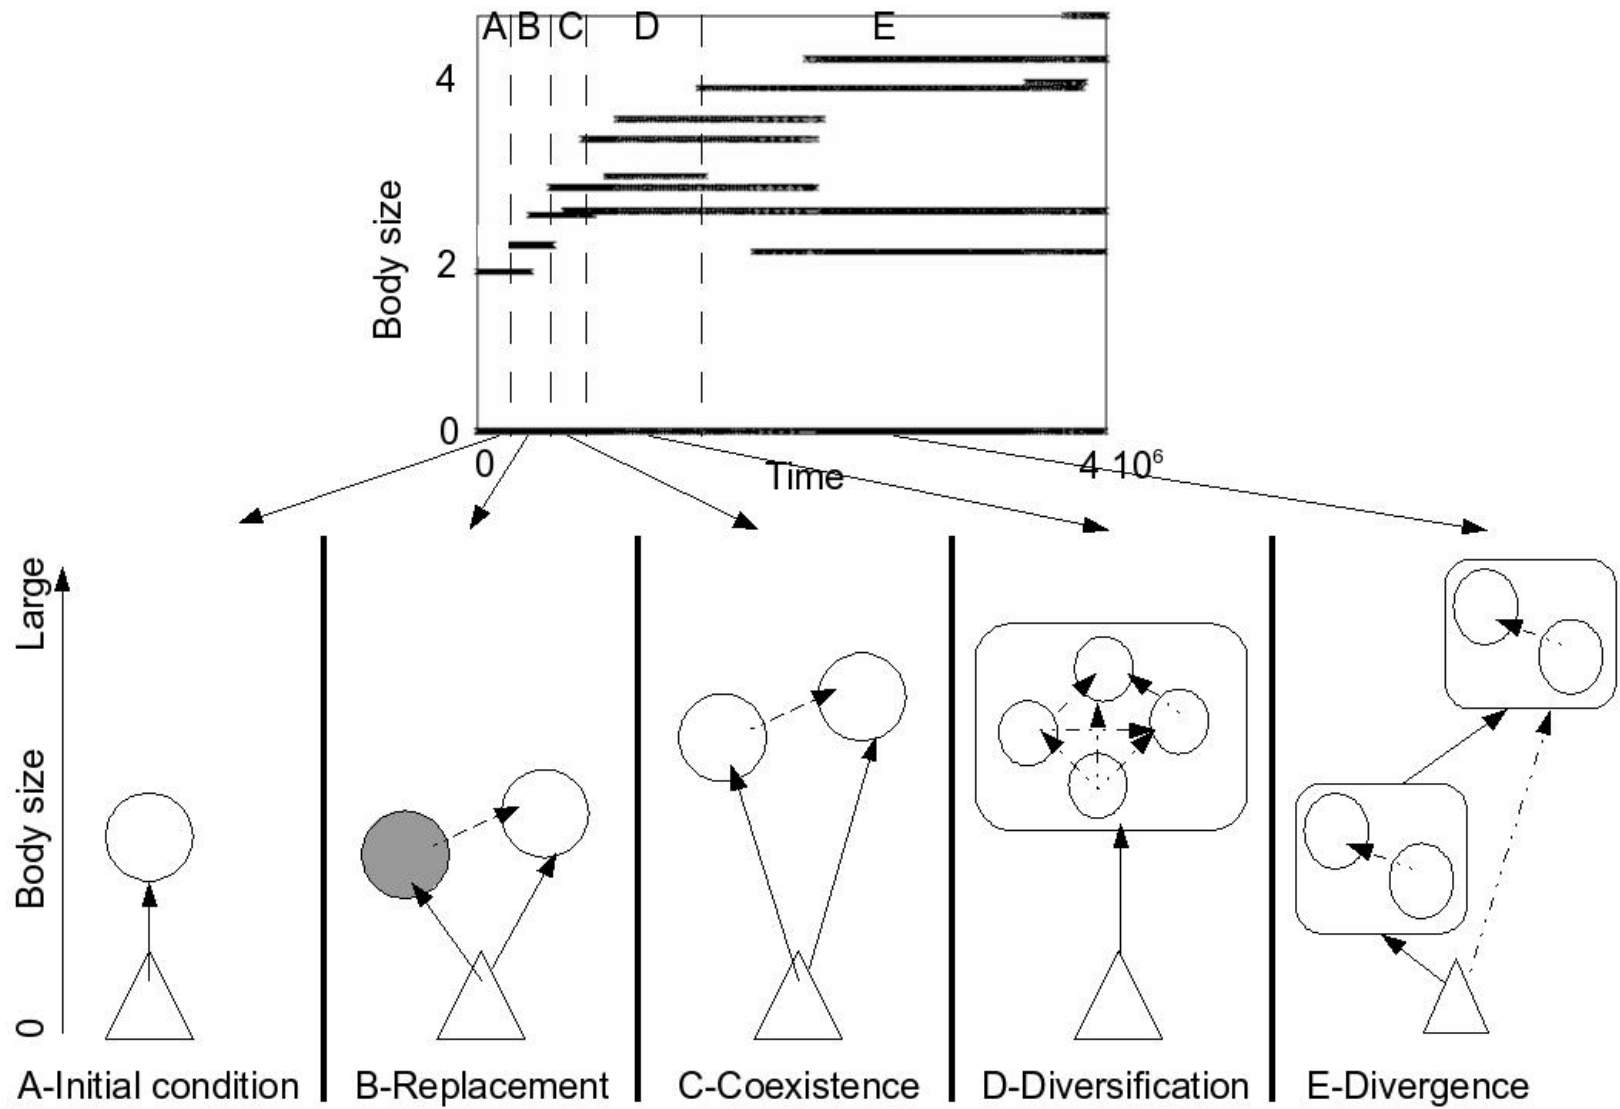 A B C D E
4
Body size
2
0
0
Time
4 10⁶
Large
Body size
0
A-Initial condition
B-Replacement
C-Coexistence
D-Diversification
E-Divergence